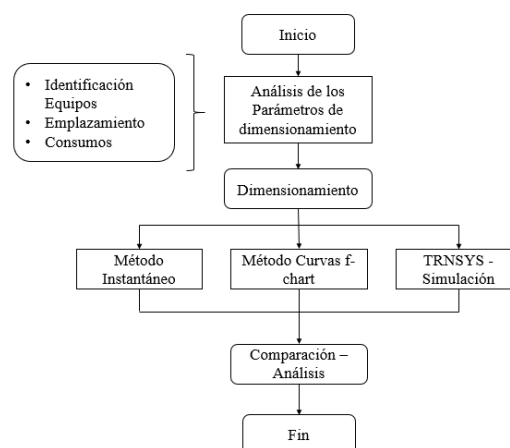 Inicio
• Identificación
Equipos
• Emplazamiento
• Consumos
Análisis de los
Parámetros de
dimensionamiento
Dimensionamiento
Método
Instantáneo
Método Curvas f-
chart
TRNSYS -
Simulación
Comparación –
Análisis
Fin